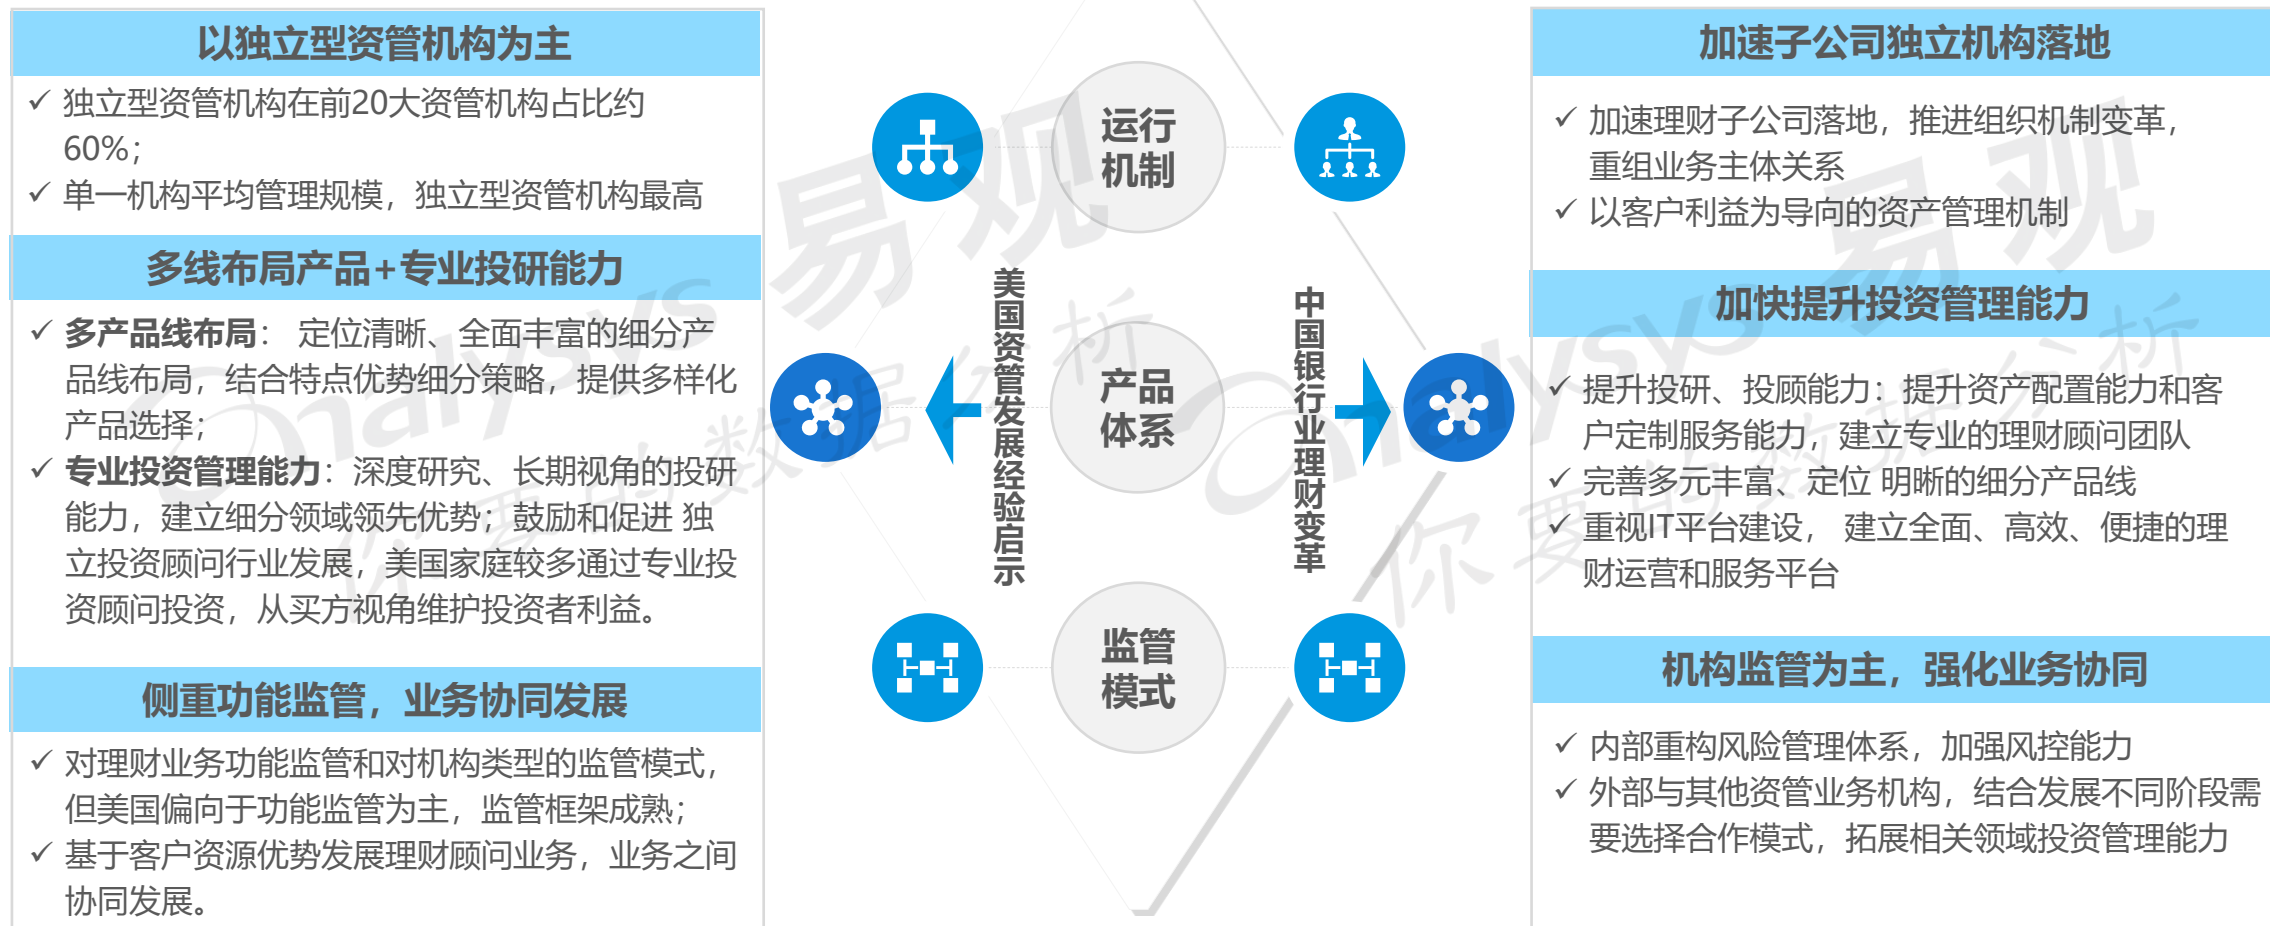 以独立型资管机构为主
✓ 独立型资管机构在前20大资管机构占比约
60%；
✓ 单一机构平均管理规模，独立型资管机构最高
多线布局产品+专业投研能力
✓ 多产品线布局： 定位清晰、全面丰富的细分产
品线布局，结合特点优势细分策略，提供多样化
产品选择；
✓ 专业投资管理能力：深度研究、长期视角的投研
能力，建立细分领域领先优势；鼓励和促进 独
立投资顾问行业发展，美国家庭较多通过专业投
资顾问投资，从买方视角维护投资者利益。
侧重功能监管，业务协同发展
✓ 对理财业务功能监管和对机构类型的监管模式，
但美国偏向于功能监管为主，监管框架成熟；
✓ 基于客户资源优势发展理财顾问业务，业务之间
协同发展。
美国资管发展经验启示
运行
机制
产品
体系
监管
模式
中国银行业理财变革
加速子公司独立机构落地
✓ 加速理财子公司落地，推进组织机制变革，
重组业务主体关系
✓ 以客户利益为导向的资产管理机制
加快提升投资管理能力
✓ 提升投研、投顾能力：提升资产配置能力和客
户定制服务能力，建立专业的理财顾问团队
✓ 完善多元丰富、定位 明晰的细分产品线
✓ 重视IT平台建设， 建立全面、高效、便捷的理
财运营和服务平台
机构监管为主，强化业务协同
✓ 内部重构风险管理体系，加强风控能力
✓ 外部与其他资管业务机构，结合发展不同阶段需
要选择合作模式，拓展相关领域投资管理能力
analysys 易观
你要的数据分析
analysys 易观
你要的数据分析